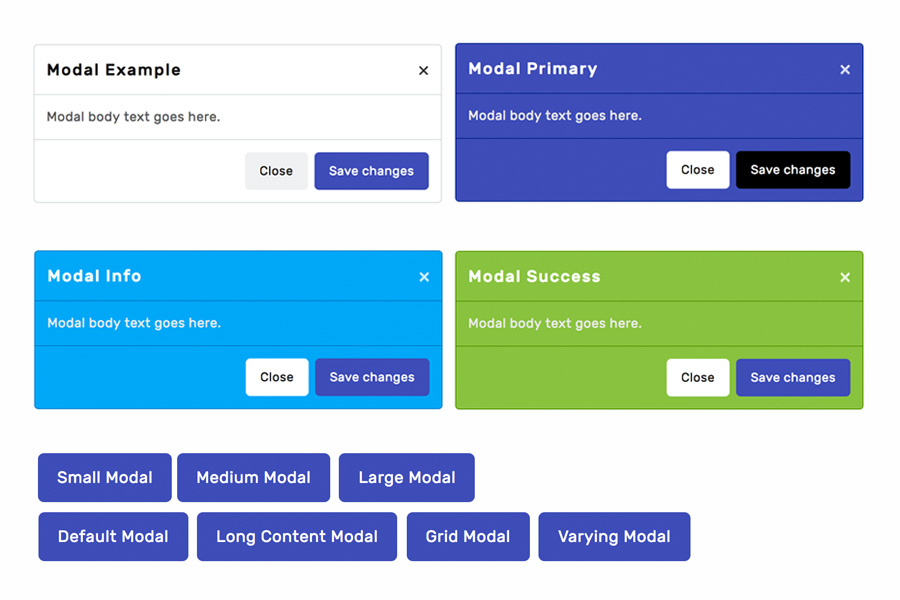 Modal Example ×
Modal body text goes here.
Close Save changes
Modal Primary ×
Modal body text goes here.
Close Save changes
Modal Info ×
Modal body text goes here.
Close Save changes
Modal Success ×
Modal body text goes here.
Close Save changes
Small Modal Medium Modal Large Modal
Default Modal Long Content Modal Grid Modal Varying Modal